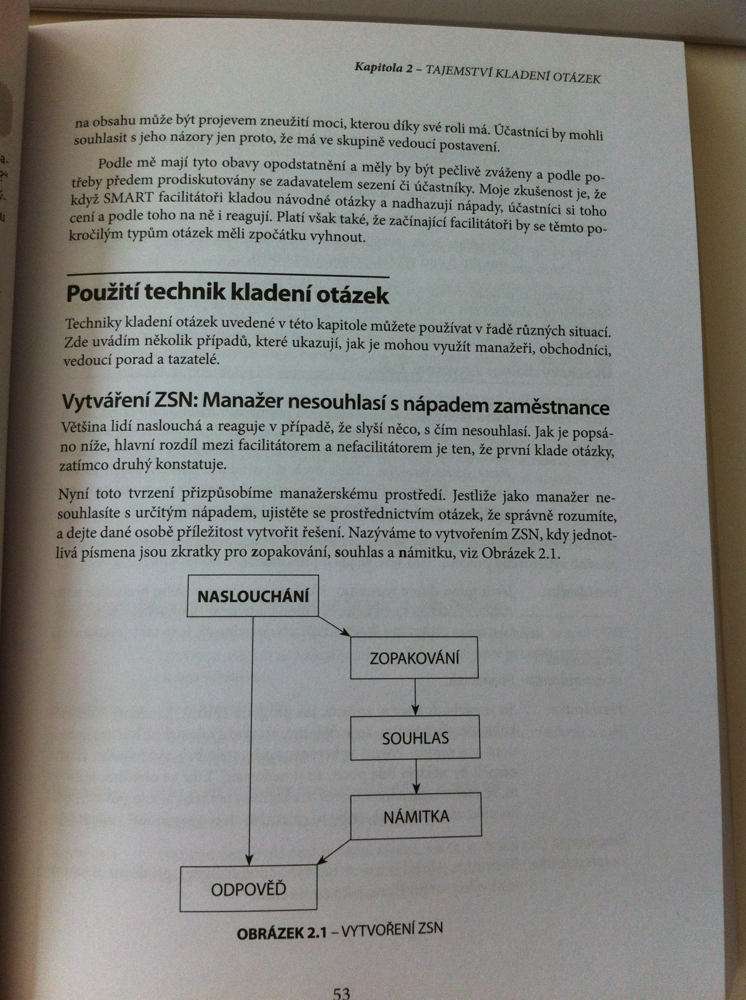 Kapitola 2 – TAJEMSTVÍ KLADENÍ OTÁZEK
na obsahu může být projevem zneužití moci, kterou díky své roli má. Účastníci by mohli
souhlasit s jeho názory jen proto, že má ve skupině vedoucí postavení.
Podle mě mají tyto obavy opodstatnění a měly by být pečlivě zváženy a podle po-
třeby předem prodiskutovány se zadavatelem sezení či účastníky. Moje zkušenost je, že
když SMART facilitátoři kladou návodné otázky a nadhazují nápady, účastníci si toho
cení a podle toho na ně i reagují. Platí však také, že začínající facilitátoři by se těmto po-
kročilým typům otázek měli zpočátku vyhnout.
Použití technik kladení otázek
Techniky kladení otázek uvedené v této kapitole můžete používat v řadě různých situací.
Zde uvádím několik případů, které ukazují, jak je mohou využít manažeři, obchodníci,
vedoucí porad a tazatelé.
Vytváření ZSN: Manažer nesouhlasí s nápadem zaměstnance
Většina lidí naslouchá a reaguje v případě, že slyší něco, s čím nesouhlasí. Jak je popsá-
no níže, hlavní rozdíl mezi facilitátorem a nefacilitátorem je ten, že první klade otázky,
zatímco druhý konstatuje.
Nyní toto tvrzení přizpůsobíme manažerskému prostředí. Jestliže jako manažer ne-
souhlasíte s určitým nápadem, ujistěte se prostřednictvím otázek, že správně rozumíte,
a dejte dané osobě příležitost vytvořit řešení. Nazýváme to vytvořením ZSN, kdy jednot-
livá písmena jsou zkratky pro zopakování, souhlas a námitku, viz Obrázek 2.1.
NASLOUCHÁNÍ
ZOPAKOVÁNÍ
SOUHLAS
NÁMITKA
ODPOVĚĎ
OBRÁZEK 2.1 – VYTVOŘENÍ ZSN
53